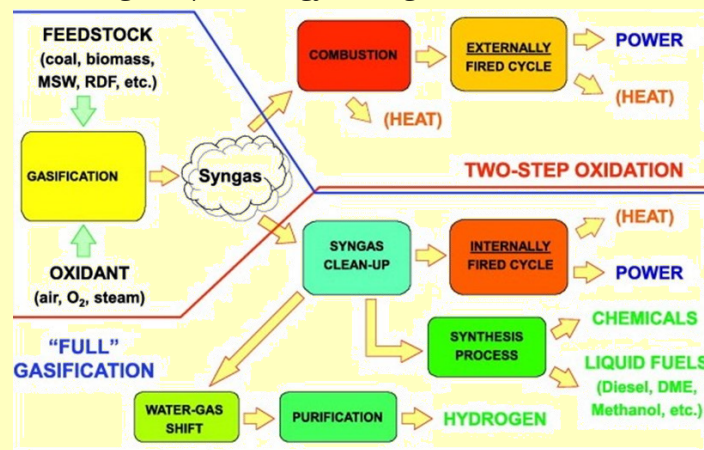 FEEDSTOCK
(coal, biomass,
MSW, RDF, etc.)
GASIFICATION
OXIDANT
(air, O₂, steam)
Syngas
COMBUSTION
(HEAT)
EXTERNALLY
FIRED CYCLE
POWER
(HEAT)
TWO-STEP OXIDATION
SYNGAS
CLEAN-UP
INTERNALLY
FIRED CYCLE
(HEAT)
POWER
SYNTHESIS
PROCESS
CHEMICALS
LIQUID FUELS
(Diesel, DME,
Methanol, etc.)
"FULL"
GASIFICATION
WATER-GAS
SHIFT
PURIFICATION
HYDROGEN